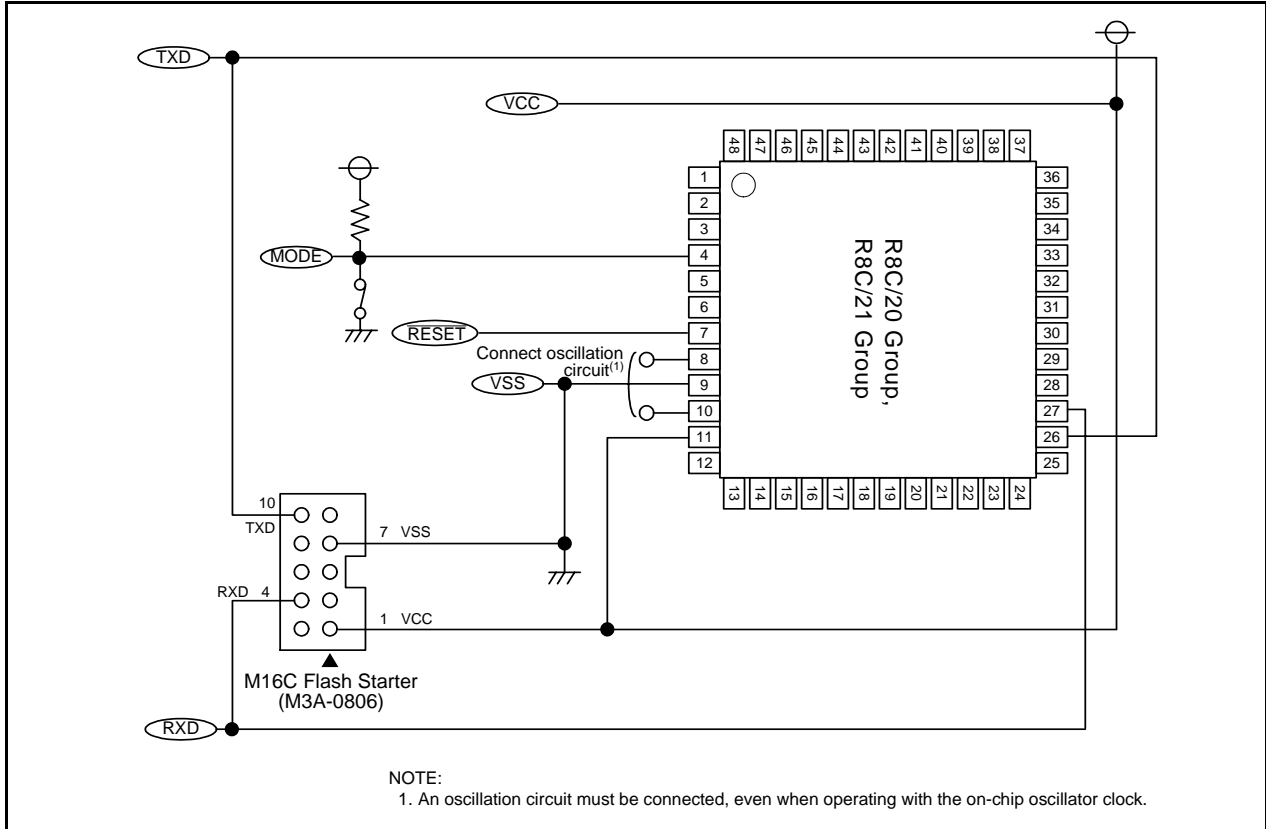 TXD
VCC
48 47 46 45 44 43 42 41 40 39 38 37
1
2
3
4
5
6
7
8
9
10
11
12
36
35
34
33
32
31
30
29
28
27
26
25
13 14 15 16 17 18 19 20 21 22 23 24
R8C/20 Group,
R8C/21 Group
MODE
RESET
Connect oscillation
circuit(1)
VSS
10
TXD
7 VSS
RXD 4
1 VCC
M16C Flash Starter
(M3A-0806)
RXD
NOTE:
1. An oscillation circuit must be connected, even when operating with the on-chip oscillator clock.